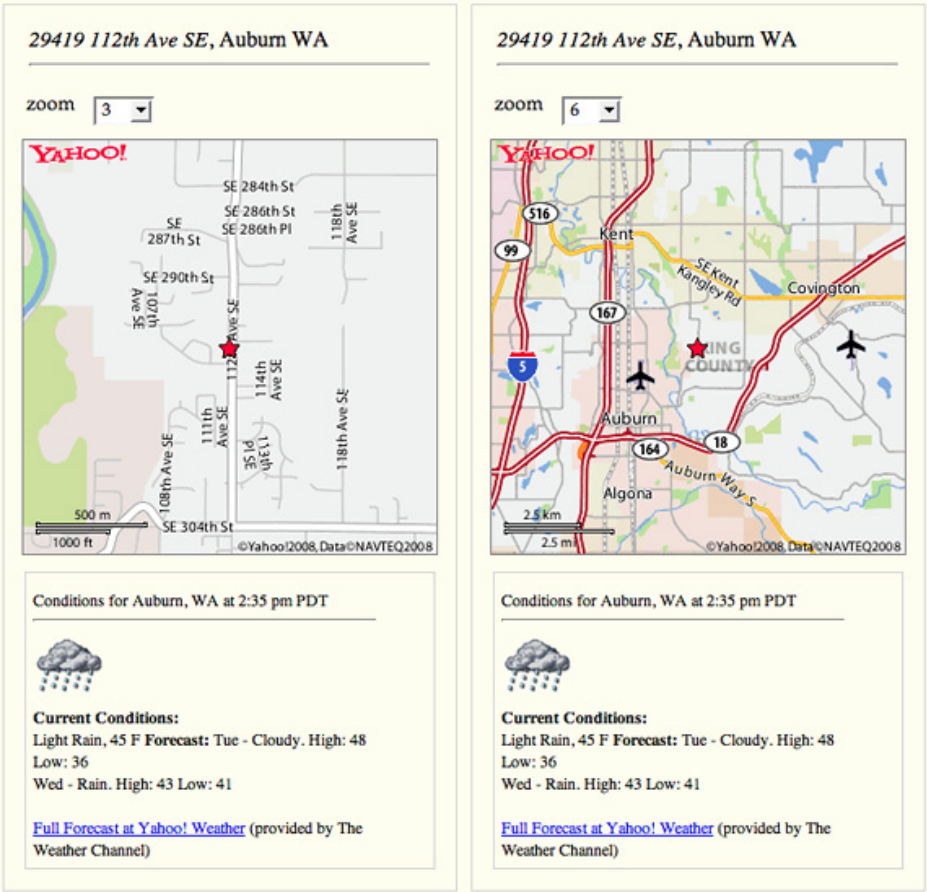 29419 112th Ave SE, Auburn WA
zoom
3
YAHOO!
SE 284th St
SE 286th St
SE 286th Pl
118th
Ave SE
SE
287th St
SE 290th St
107th
Ave SE
112th Ave SE
114th
Ave SE
111th
Ave SE
113th
Pl SE
118th Ave SE
108th Ave SE
SE 304th St
500 m
1000 ft
©Yahoo!2008, Data©NAVTEQ2008
Conditions for Auburn, WA at 2:35 pm PDT
Current Conditions:
Light Rain, 45 F Forecast: Tue - Cloudy. High: 48
Low: 36
Wed - Rain. High: 43 Low: 41
Full Forecast at Yahoo! Weather (provided by The
Weather Channel)
29419 112th Ave SE, Auburn WA
zoom
6
YAHOO!
516
Kent
99
SE Kent
Kangley Rd
Covington
167
KING
COUNTY
5
Auburn
18
164
Auburn Way S
Algona
2.5 km
2.5 mi
©Yahoo!2008, Data©NAVTEQ2008
Conditions for Auburn, WA at 2:35 pm PDT
Current Conditions:
Light Rain, 45 F Forecast: Tue - Cloudy. High: 48
Low: 36
Wed - Rain. High: 43 Low: 41
Full Forecast at Yahoo! Weather (provided by The
Weather Channel)